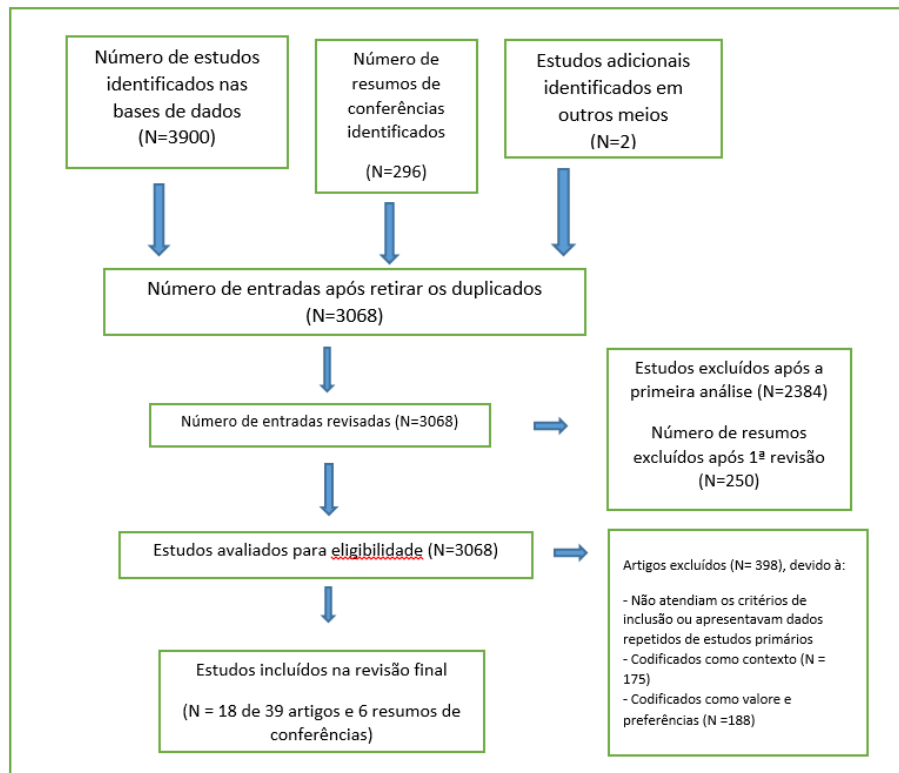 Número de estudos
identificados nas
bases de dados
(N=3900)
Número de
resumos de
conferências
identificados
(N=296)
Estudos adicionais
identificados em
outros meios
(N=2)
Número de entradas após retirar os duplicados
(N=3068)
Número de entradas revisadas (N=3068)
Estudos excluídos após a
primeira análise (N=2384)
Número de resumos
excluídos após 1ª revisão
(N=250)
Estudos avaliados para eligibilidade (N=3068)
Artigos excluídos (N= 398), devido à:
- Não atendiam os critérios de
inclusão ou apresentavam dados
repetidos de estudos primários
- Codificados como contexto (N =
175)
- Codificados como valore e
preferências (N =188)
Estudos incluídos na revisão final
(N = 18 de 39 artigos e 6 resumos de
conferências)